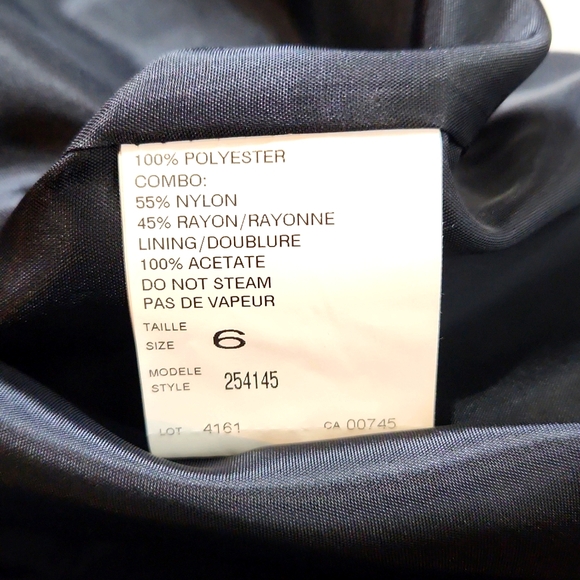 100% POLYESTER
COMBO:
55% NYLON
45% RAYON/RAYONNE
LINING/DOUBLURE
100% ACETATE
DO NOT STEAM
PAS DE VAPEUR
TAILLE
SIZE 6
MODELE
STYLE 254145
LOT 4161 CA 00745